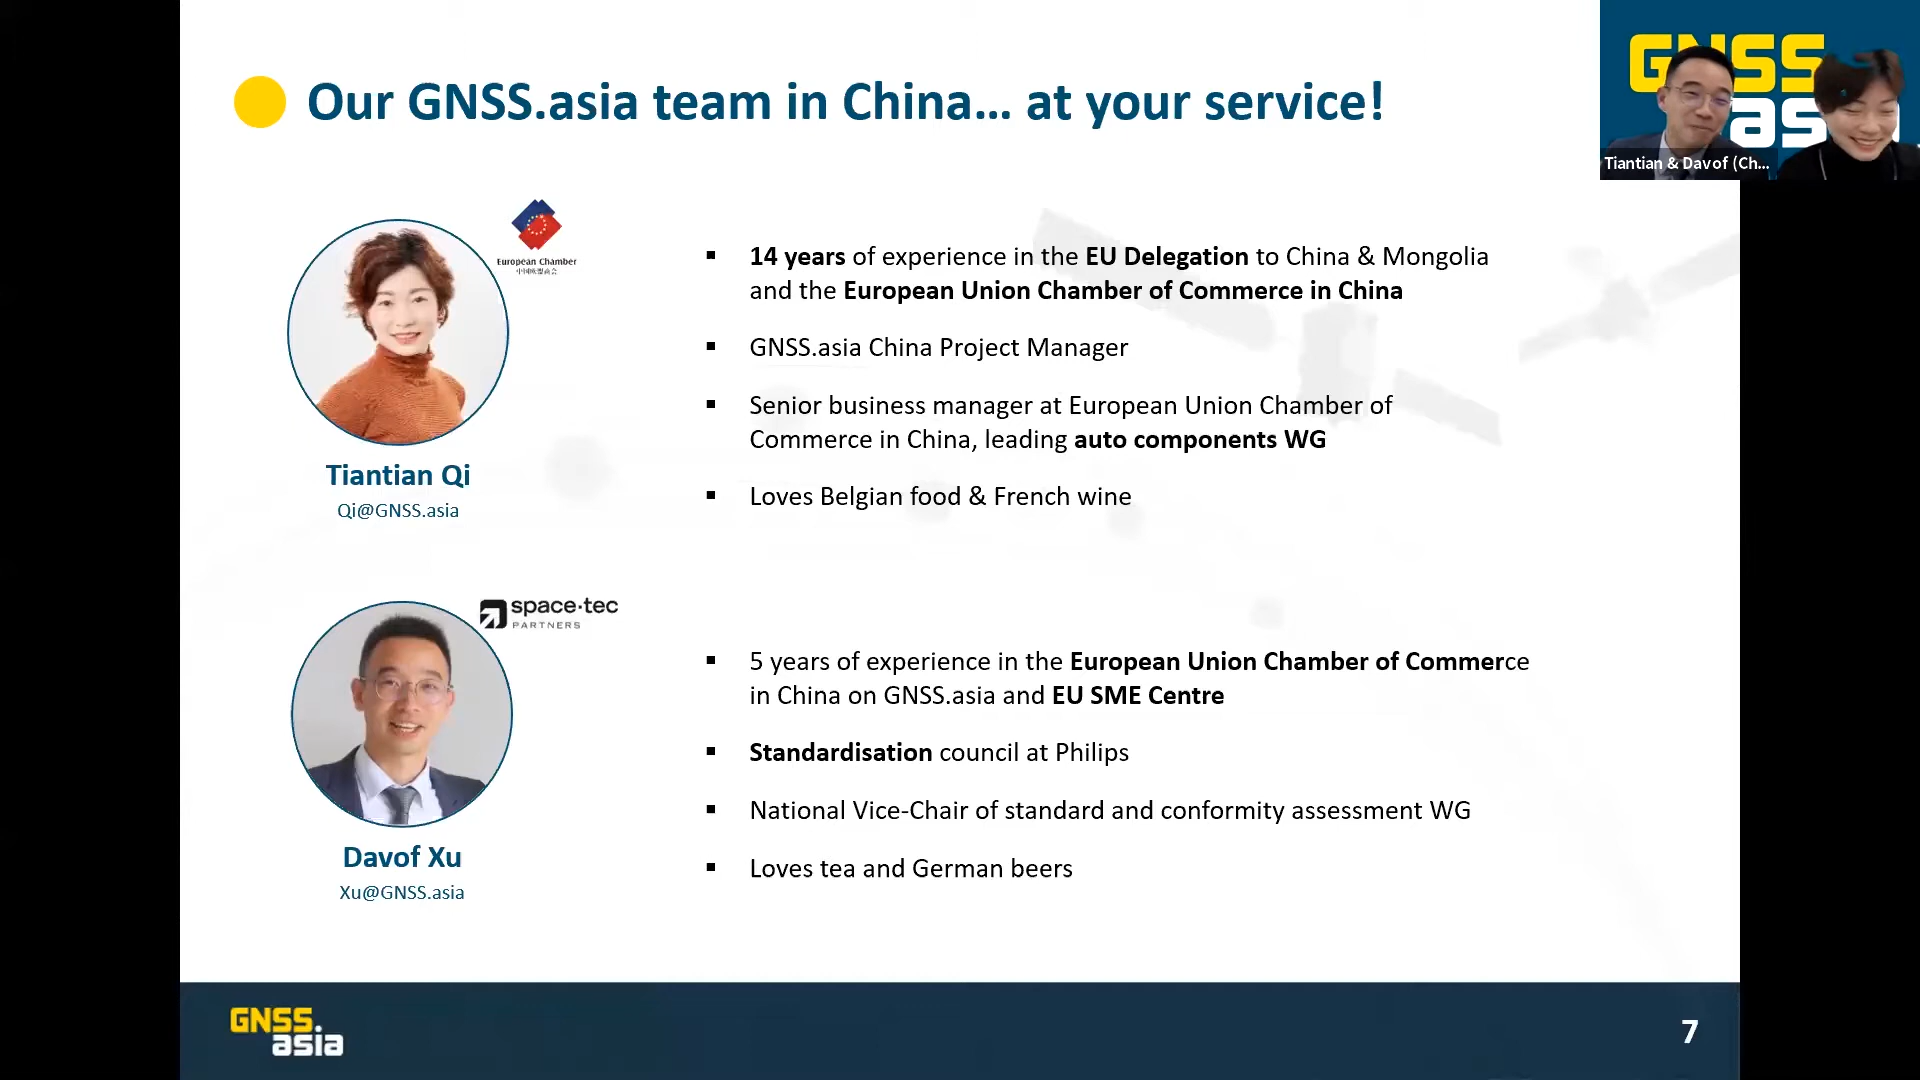 Our GNSS.asia team in China... at your service!
GNSS
as
Tiantian & Davof (Ch...
European Chamber
中国欧盟商会
14 years of experience in the EU Delegation to China & Mongolia
and the European Union Chamber of Commerce in China
GNSS.asia China Project Manager
Senior business manager at European Union Chamber of
Commerce in China, leading auto components WG
Loves Belgian food & French wine
Tiantian Qi
Qi@GNSS.asia
space·tec
PARTNERS
5 years of experience in the European Union Chamber of Commerce
in China on GNSS.asia and EU SME Centre
Standardisation council at Philips
National Vice-Chair of standard and conformity assessment WG
Loves tea and German beers
Davof Xu
Xu@GNSS.asia
GNSS.
asia
7